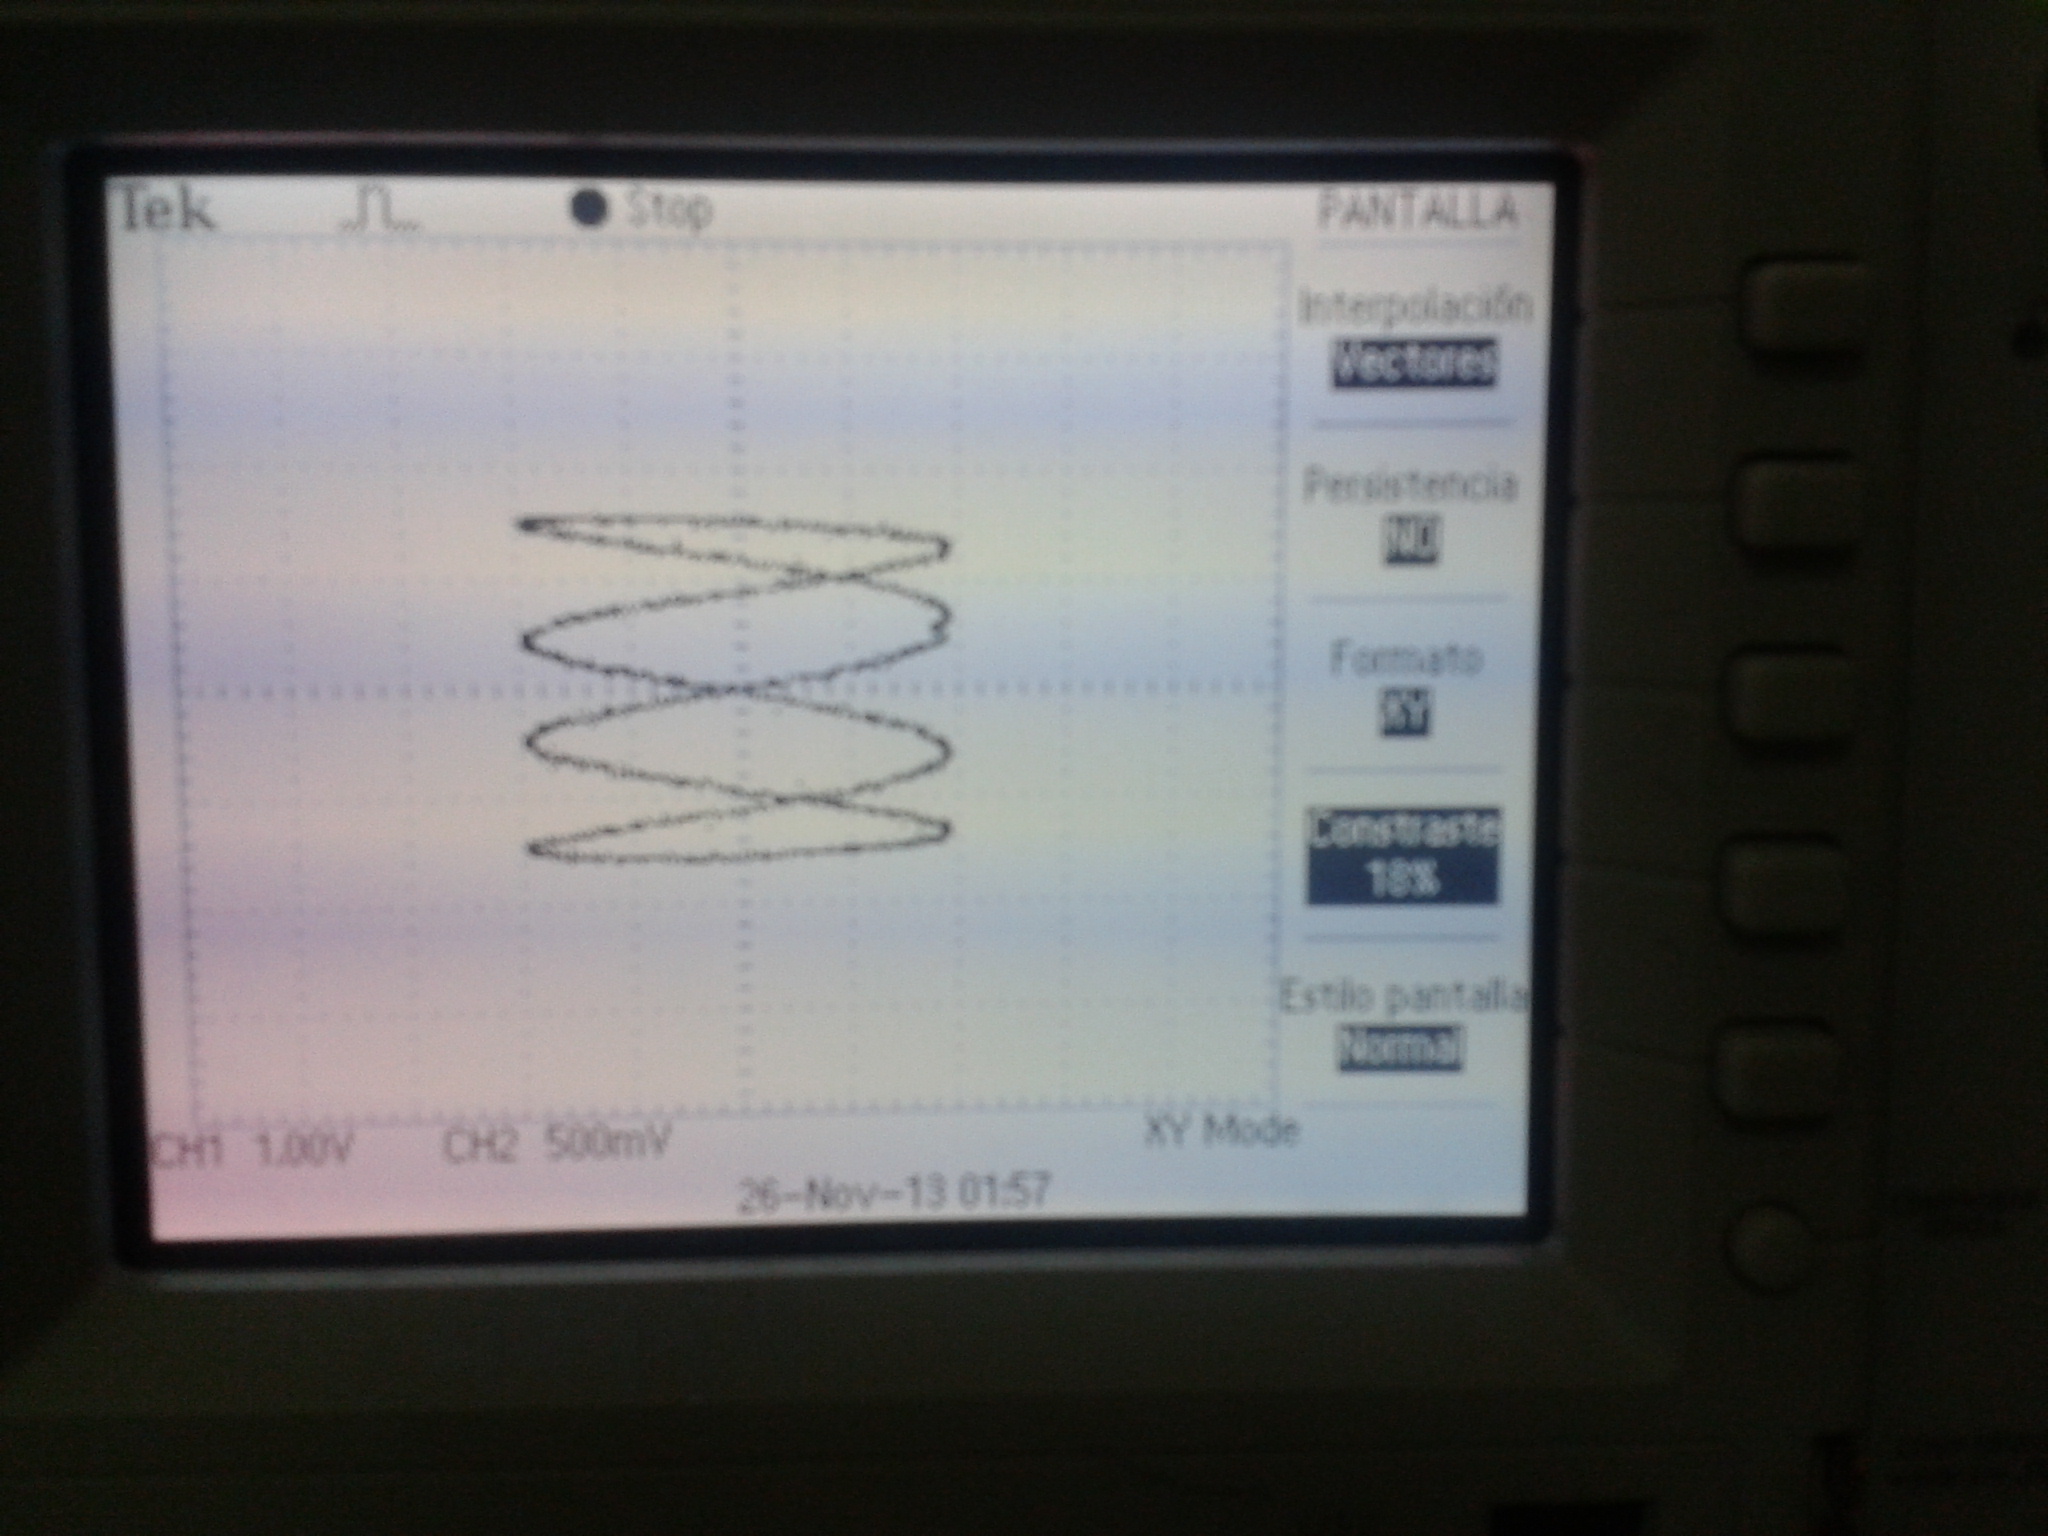 Tek
Stop
PANTALLA
Interpolación
Vectores
Persistencia
NO
Formato
XY
Constraste
18%
Estilo pantalla
Normal
CH1 1.00V CH2 500mV XY Mode
26-Nov-13 01:57